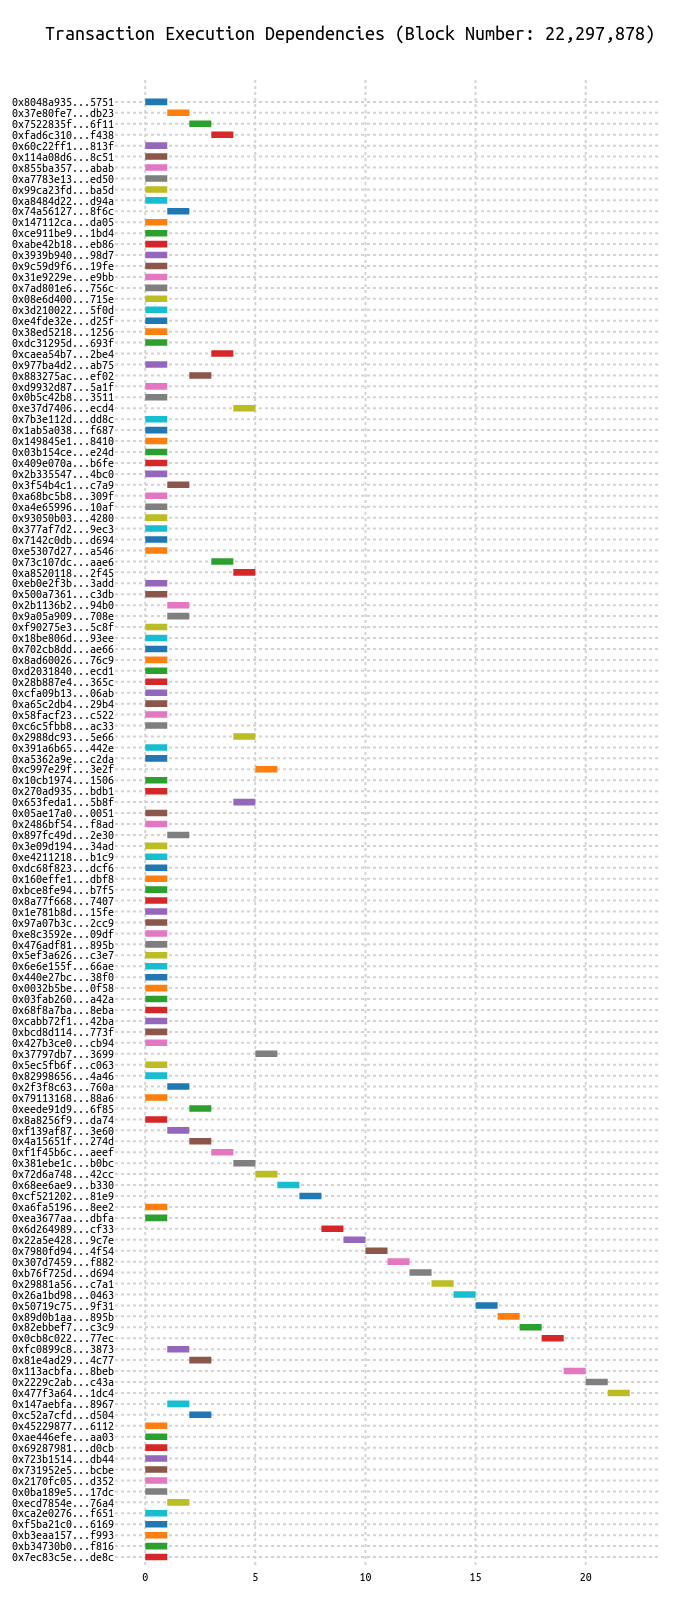 Transaction Execution Dependencies (Block Number: 22,297,878)
0x8048a935...5751
0x37e80fe7...db23
0x7522835f...6f11
0xfad6c310...f438
0x60c22ff1...813f
0x114a08d6...8c51
0x855ba357...abab
0xa7783e13...ed50
0x99ca23fd...ba5d
0xa8484d22...d94a
0x74a56127...8f6c
0x147112ca...da05
0xce911be9...1bd4
0xabe42b18...eb86
0x3939b940...98d7
0x9c59d9f6...19fe
0x31e9229e...e9bb
0x7ad801e6...756c
0x08e6d400...715e
0x3d210022...5f0d
0xe4fde32e...d25f
0x38ed5218...1256
0xdc31295d...693f
0xcaea54b7...2be4
0x977ba4d2...ab75
0x883275ac...ef02
0xd9932d87...5a1f
0x0b5c42b8...3511
0xe37d7406...ecd4
0x7b3e112d...dd8c
0x1ab5a038...f687
0x149845e1...8410
0x03b154ce...e24d
0x409e070a...b6fe
0x2b335547...4bc0
0x3f54b4c1...c7a9
0xa68bc5b8...309f
0xa4e65996...10af
0x93050b03...4280
0x377af7d2...9ec3
0x7142c0db...d694
0xe5307d27...a546
0x73c107dc...aae6
0xa8520118...2f45
0xeb0e2f3b...3add
0x500a7361...c3db
0x2b1136b2...94b0
0x9a05a909...708e
0xf90275e3...5c8f
0x18be806d...93ee
0x702cb8dd...ae66
0x8ad60026...76c9
0xd2031840...ecd1
0x28b887e4...365c
0xcfa09b13...06ab
0xa65c2db4...29b4
0x58facf23...c522
0xc6c5fbb8...ac33
0x2988dc93...5e66
0x391a6b65...442e
0xa5362a9e...c2da
0xc997e29f...3e2f
0x10cb1974...1506
0x270ad935...bdb1
0x653feda1...5b8f
0x05ae17a0...0051
0x2486bf54...f8ad
0x897fc49d...2e30
0x3e09d194...34ad
0xe4211218...b1c9
0xdc68f823...dcf6
0x160effe1...dbf8
0xbce8fe94...b7f5
0x8a77f668...7407
0x1e781b8d...15fe
0x97a07b3c...2cc9
0xe8c3592e...09df
0x476adf81...895b
0x5ef3a626...c3e7
0x6e6e155f...66ae
0x440e27bc...38f0
0x0032b5be...0f58
0x03fab260...a42a
0x68f8a7ba...8eba
0xcabb72f1...42ba
0xbcd8d114...773f
0x427b3ce0...cb94
0x37797db7...3699
0x5ec5fb6f...c063
0x82998656...4a46
0x2f3f8c63...760a
0x79113168...88a6
0xeede91d9...6f85
0x8a8256f9...da74
0xf139af87...3e60
0x4a15651f...274d
0xf1f45b6c...aeef
0x381ebe1c...b0bc
0x72d6a748...42cc
0x68ee6ae9...b330
0xcf521202...81e9
0xa6fa5196...8ee2
0xea3677aa...dbfa
0x6d264989...cf33
0x22a5e428...9c7e
0x7980fd94...4f54
0x307d7459...f882
0xb76f725d...d694
0x29881a56...c7a1
0x26a1bd98...0463
0x50719c75...9f31
0x89d0b1aa...895b
0x82ebbef7...c3c9
0x0cb8c022...77ec
0xfc0899c8...3873
0x81e4ad29...4c77
0x113acbfa...8beb
0x2229c2ab...c43a
0x477f3a64...1dc4
0x147aebfa...8967
0xc52a7cfd...d504
0x45229877...6112
0xae446efe...aa03
0x69287981...d0cb
0x723b1514...db44
0x731952e5...bcbe
0x2170fc05...d352
0x0ba189e5...17dc
0xecd7854e...76a4
0xca2e0276...f651
0xf5ba21c0...6169
0xb3eaa157...f993
0xb34730b0...f816
0x7ec83c5e...de8c
0 5 10 15 20